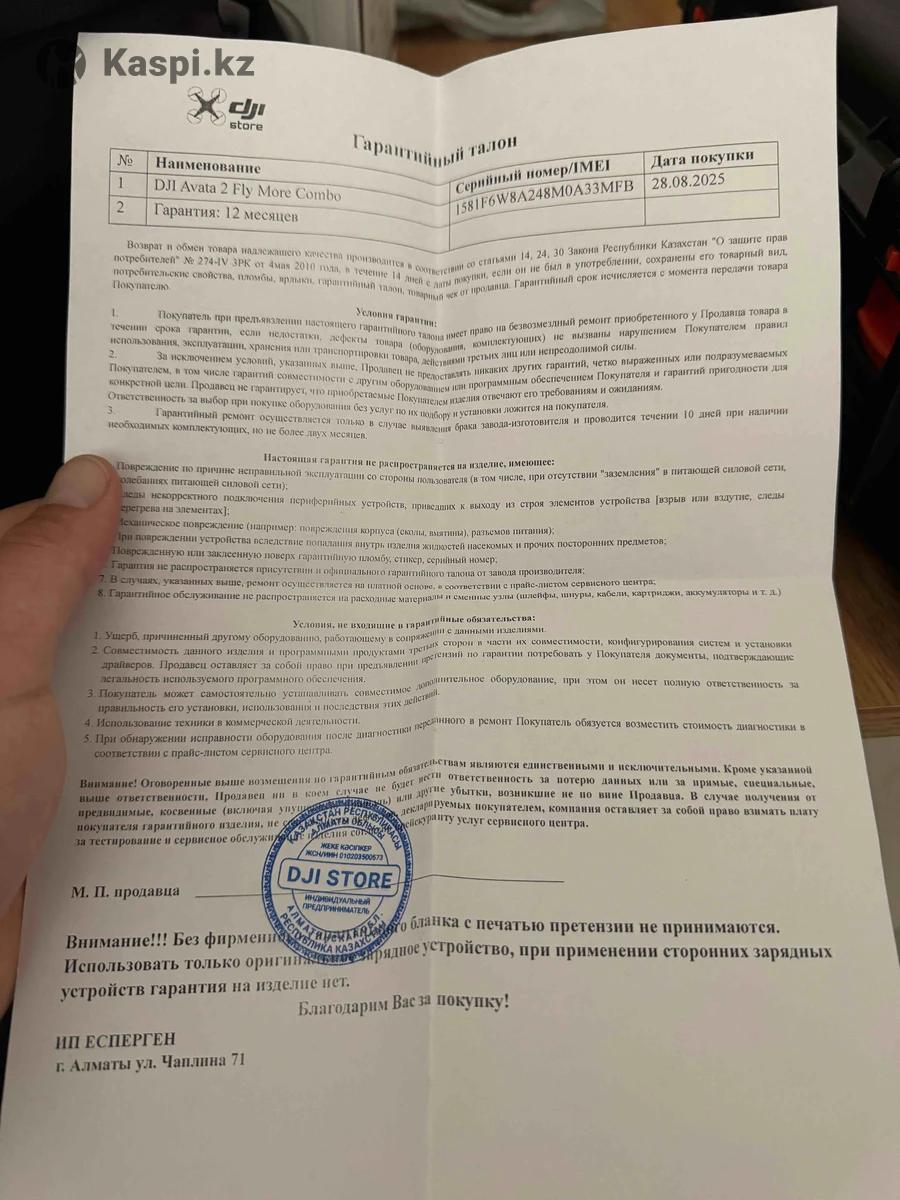 Kaspi.kz
dji
store
Гарантийный талон
№ Наименование Серийный номер/IMEI Дата покупки
1 DJI Avata 2 Fly More Combo 1581F6W8A248M0A33MFB 28.08.2025
2 Гарантия: 12 месяцев
Возврат и обмен товара надлежащего качества производится в соответствии со статьями 14, 24, 30 Закона Республики Казахстан "О защите прав
потребителей" № 274-IV ЗРК от 4мая 2010 года, в течение 14 дней с даты покупки, если он не был в употреблении, сохранены его товарный вид,
потребительские свойства, пломбы, ярлыки, гарантийный талон, товарный чек от продавца. Гарантийный срок исчисляется с момента передачи товара
Покупателю.
Условия гарантии:
1. Покупатель при предъявлении настоящего гарантийного талона имеет право на безвозмездный ремонт приобретенного у Продавца товара в
течении срока гарантии, если недостатки, дефекты товара (оборудования, комплектующих) не вызваны нарушением Покупателем правил
использования, эксплуатации, хранения или транспортировки товара, действиями третьих лиц или непреодолимой силы.
2. За исключением условий, указанных выше, Продавец не предоставлять никаких других гарантий, четко выраженных или подразумеваемых
Покупателем, в том числе гарантий совместимости с другим оборудованием или программным обеспечением Покупателя и гарантий пригодности для
конкретной цели. Продавец не гарантирует, что приобретаемые Покупателем изделия отвечают его требованиям и ожиданиям.
Ответственность за выбор при покупке оборудования без услуг по их подбору и установки ложится на покупателя.
3. Гарантийный ремонт осуществляется только в случае выявления брака завода-изготовителя и проводится течении 10 дней при наличии
необходимых комплектующих, но не более двух месяцев.
Настоящая гарантия не распространяется на изделие, имеющее:
Повреждение по причине неправильной эксплуатации со стороны пользователя (в том числе, при отсутствии "заземления" в питающей силовой сети,
колебаниях питающей силовой сети);
следы некорректного подключения периферийных устройств, приведших к выходу из строя элементов устройства [взрыв или вздутие, следы
перегрева на элементах];
Механическое повреждение (например: повреждения корпуса (сколы, вмятины), разъемов питания);
При повреждении устройства вследствие попадания внутрь изделия жидкостей насекомых и прочих посторонних предметов;
Поврежденную или заклеенную поверх гарантийную пломбу, стикер, серийный номер;
Гарантия не распространяется присутствии и официального гарантийного талона от завода производителя;
7. В случаях, указанных выше, ремонт осуществляется на платной основе, в соответствии с прайс-листом сервисного центра;
8. Гарантийное обслуживание не распространяется на расходные материалы и сменные узлы (шлейфы, шнуры, кабели, картриджи, аккумуляторы и т. д.)
Условия, не входящие в гарантийные обязательства:
1. Ущерб, причиненный другому оборудованию, работающему в сопряжении с данными изделиями.
2. Совместимость данного изделия и программными продуктами третьих сторон в части их совместимости, конфигурирования систем и установки
драйверов. Продавец оставляет за собой право при предъявлении претензий по гарантии потребовать у Покупателя документы, подтверждающие
легальность используемого программного обеспечения.
3. Покупатель может самостоятельно устанавливать совместимое дополнительное оборудование, при этом он несет полную ответственность за
правильность его установки, использования и последствия этих действий.
4. Использование техники в коммерческой деятельности.
5. При обнаружении исправности оборудования после диагностики переданного в ремонт Покупатель обязуется возместить стоимость диагностики в
соответствии с прайс-листом сервисного центра.
Внимание! Оговоренные выше возмещения по гарантийным обязательствам являются единственными и исключительными. Кроме указанной
выше ответственности, Продавец ни в коем случае не будет нести ответственность за потерю данных или за прямые, специальные,
предвидимые, косвенные (включая или другие убытки, возникшие не по вине Продавца. В случае получения от
покупателя гарантийного изделия, не декларируемых покупателем, компания оставляет за собой право взимать плату
за тестирование и сервисное изделия услуг сервисного центра.
ҚАЗАҚСТАН РЕСПУБЛИКАСЫ
АЛМАТЫ ОБЛЫСЫ
ЖЕКЕ КӘСІПКЕР
ЖСН/ИИН 010203500573
DJI STORE
ИНДИВИДУАЛЬНЫЙ
ПРЕДПРИНИМАТЕЛЬ
АЛМАТИНСКАЯ ОБЛ.
РЕСПУБЛИКА КАЗАХСТАН
М. П. продавца
Внимание!!! Без бланка с печатью претензии не принимаются.
Использовать только зарядное устройство, при применении сторонних зарядных
устройств гарантия на изделие нет.
Благодарим Вас за покупку!
ИП ЕСПЕРГЕН
г. Алматы ул. Чаплина 71